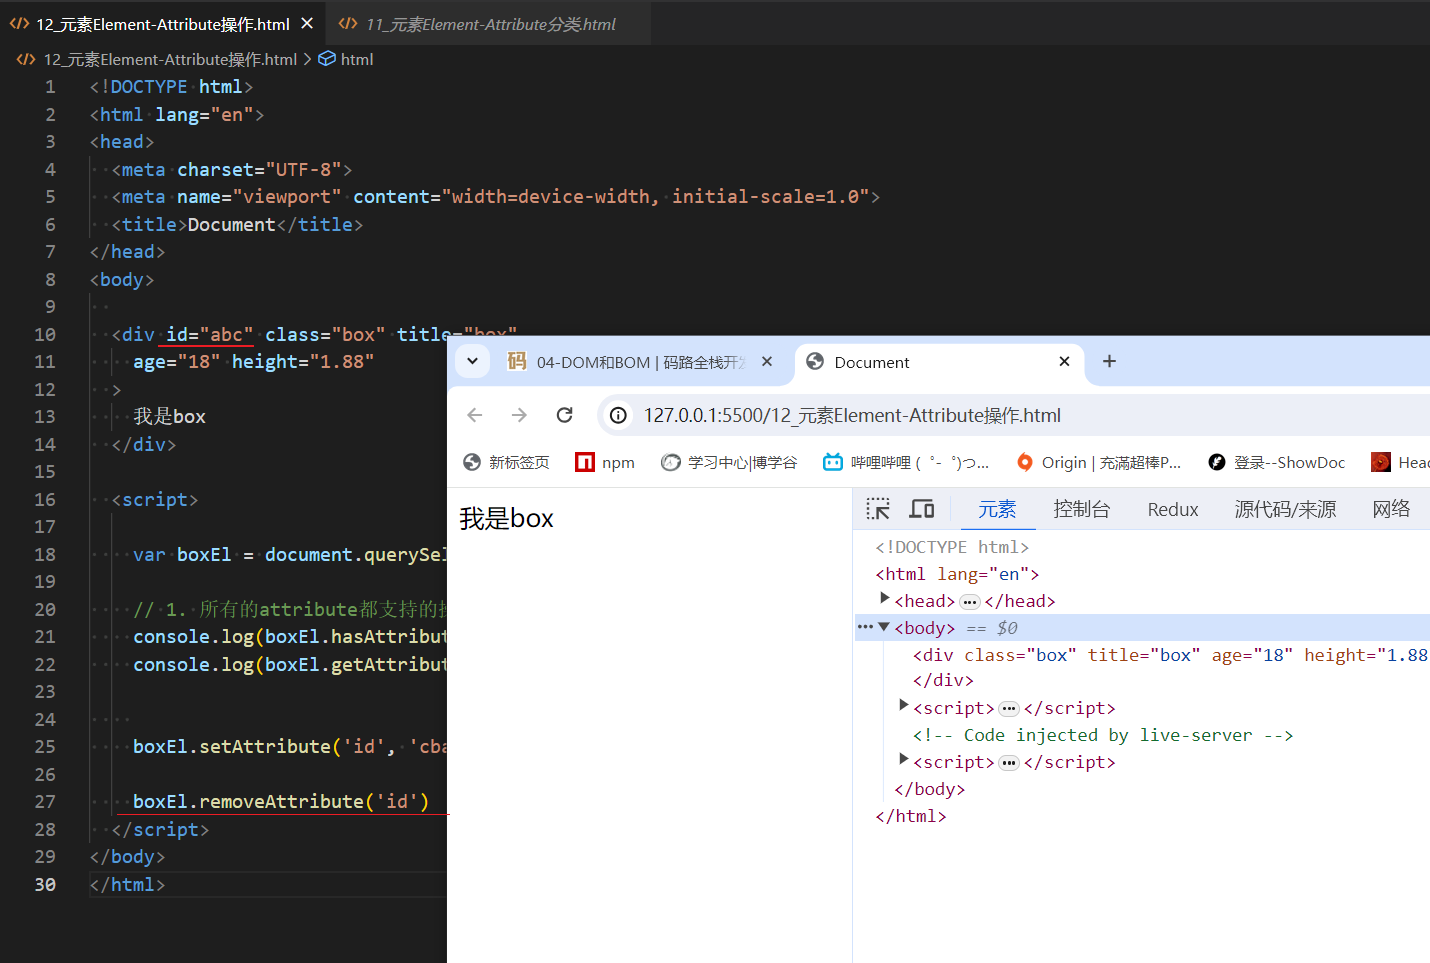 12_元素Element-Attribute操作.html
11_元素Element-Attribute分类.html
12_元素Element-Attribute操作.html > html
1 <!DOCTYPE html>
2 <html lang="en">
3 <head>
4 <meta charset="UTF-8">
5 <meta name="viewport" content="width=device-width, initial-scale=1.0">
6 <title>Document</title>
7 </head>
8 <body>
9
10 <div id="abc" class="box" title="box"
11 age="18" height="1.88"
12 >
13 我是box
14 </div>
15
16 <script>
17
18 var boxEl = document.querySel
19
20 // 1. 所有的attribute都支持的
21 console.log(boxEl.hasAttribut
22 console.log(boxEl.getAttribut
23
24
25 boxEl.setAttribute('id', 'cba
26
27 boxEl.removeAttribute('id')
28 </script>
29 </body>
30 </html>
码 04-DOM和BOM | 码路全栈开发
Document
127.0.0.1:5500/12_元素Element-Attribute操作.html
新标签页
npm
学习中心|博学谷
哔哩哔哩 (゜-゜)つ...
Origin | 充滿超棒P...
登录--ShowDoc
Head
我是box
元素 控制台 Redux 源代码/来源 网络
<!DOCTYPE html>
<html lang="en">
<head> ... </head>
... <body> == $0
<div class="box" title="box" age="18" height="1.88
</div>
<script> ... </script>
<!-- Code injected by live-server -->
<script> ... </script>
</body>
</html>